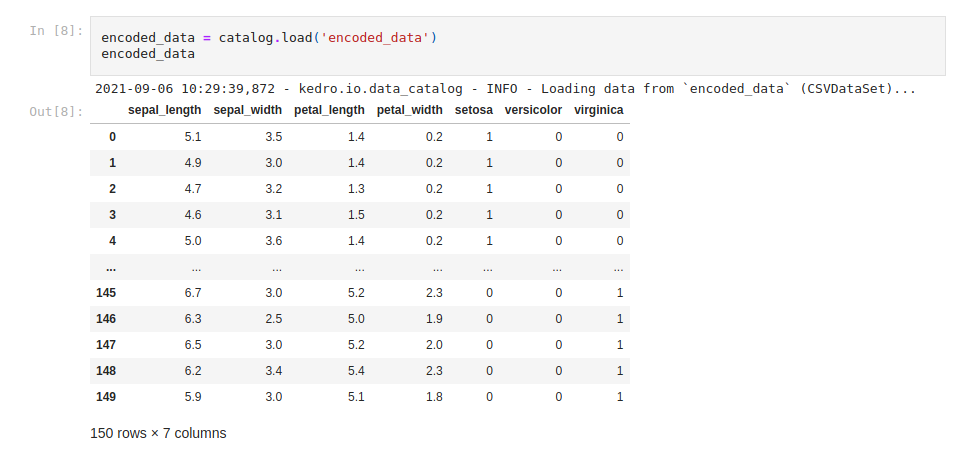 In [8]:
encoded_data = catalog.load('encoded_data')
encoded_data
2021-09-06 10:29:39,872 - kedro.io.data_catalog - INFO - Loading data from `encoded_data` (CSVDataSet)...
Out[8]:
sepal_length sepal_width petal_length petal_width setosa versicolor virginica
0 5.1 3.5 1.4 0.2 1 0 0
1 4.9 3.0 1.4 0.2 1 0 0
2 4.7 3.2 1.3 0.2 1 0 0
3 4.6 3.1 1.5 0.2 1 0 0
4 5.0 3.6 1.4 0.2 1 0 0
... ... ... ... ... ... ... ...
145 6.7 3.0 5.2 2.3 0 0 1
146 6.3 2.5 5.0 1.9 0 0 1
147 6.5 3.0 5.2 2.0 0 0 1
148 6.2 3.4 5.4 2.3 0 0 1
149 5.9 3.0 5.1 1.8 0 0 1
150 rows × 7 columns